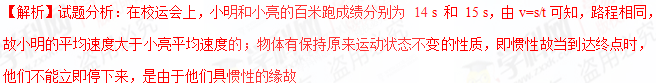 【解析】试题分析：在校运会上，小明和小亮的百米跑成绩分别为 14 s 和 15 s，由 v=s/t 可知，路程相同，
故小明的平均速度大于小亮平均速度的；物体有保持原来运动状态不变的性质，即惯性故当到达终点时，
他们不能立即停下来，是由于他们具惯性的缘故